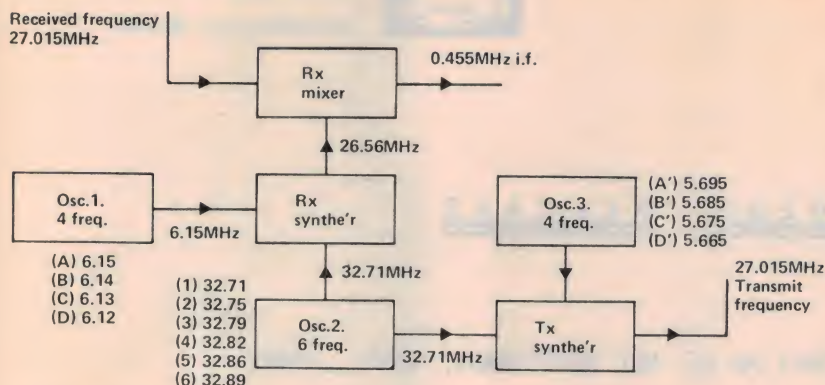 Received frequency
27.015MHz
Rx
mixer
0.455MHz i.f.
26.56MHz
Osc.1.
4 freq.
6.15MHz
Rx
synthe'r
Osc.3.
4 freq.
(A') 5.695
(B') 5.685
(C') 5.675
(D') 5.665
(A) 6.15
(B) 6.14
(C) 6.13
(D) 6.12
32.71MHz
(1) 32.71
(2) 32.75
(3) 32.79
(4) 32.82
(5) 32.86
(6) 32.89
Osc.2.
6 freq.
32.71MHz
Tx
synthe'r
27.015MHz
Transmit
frequency